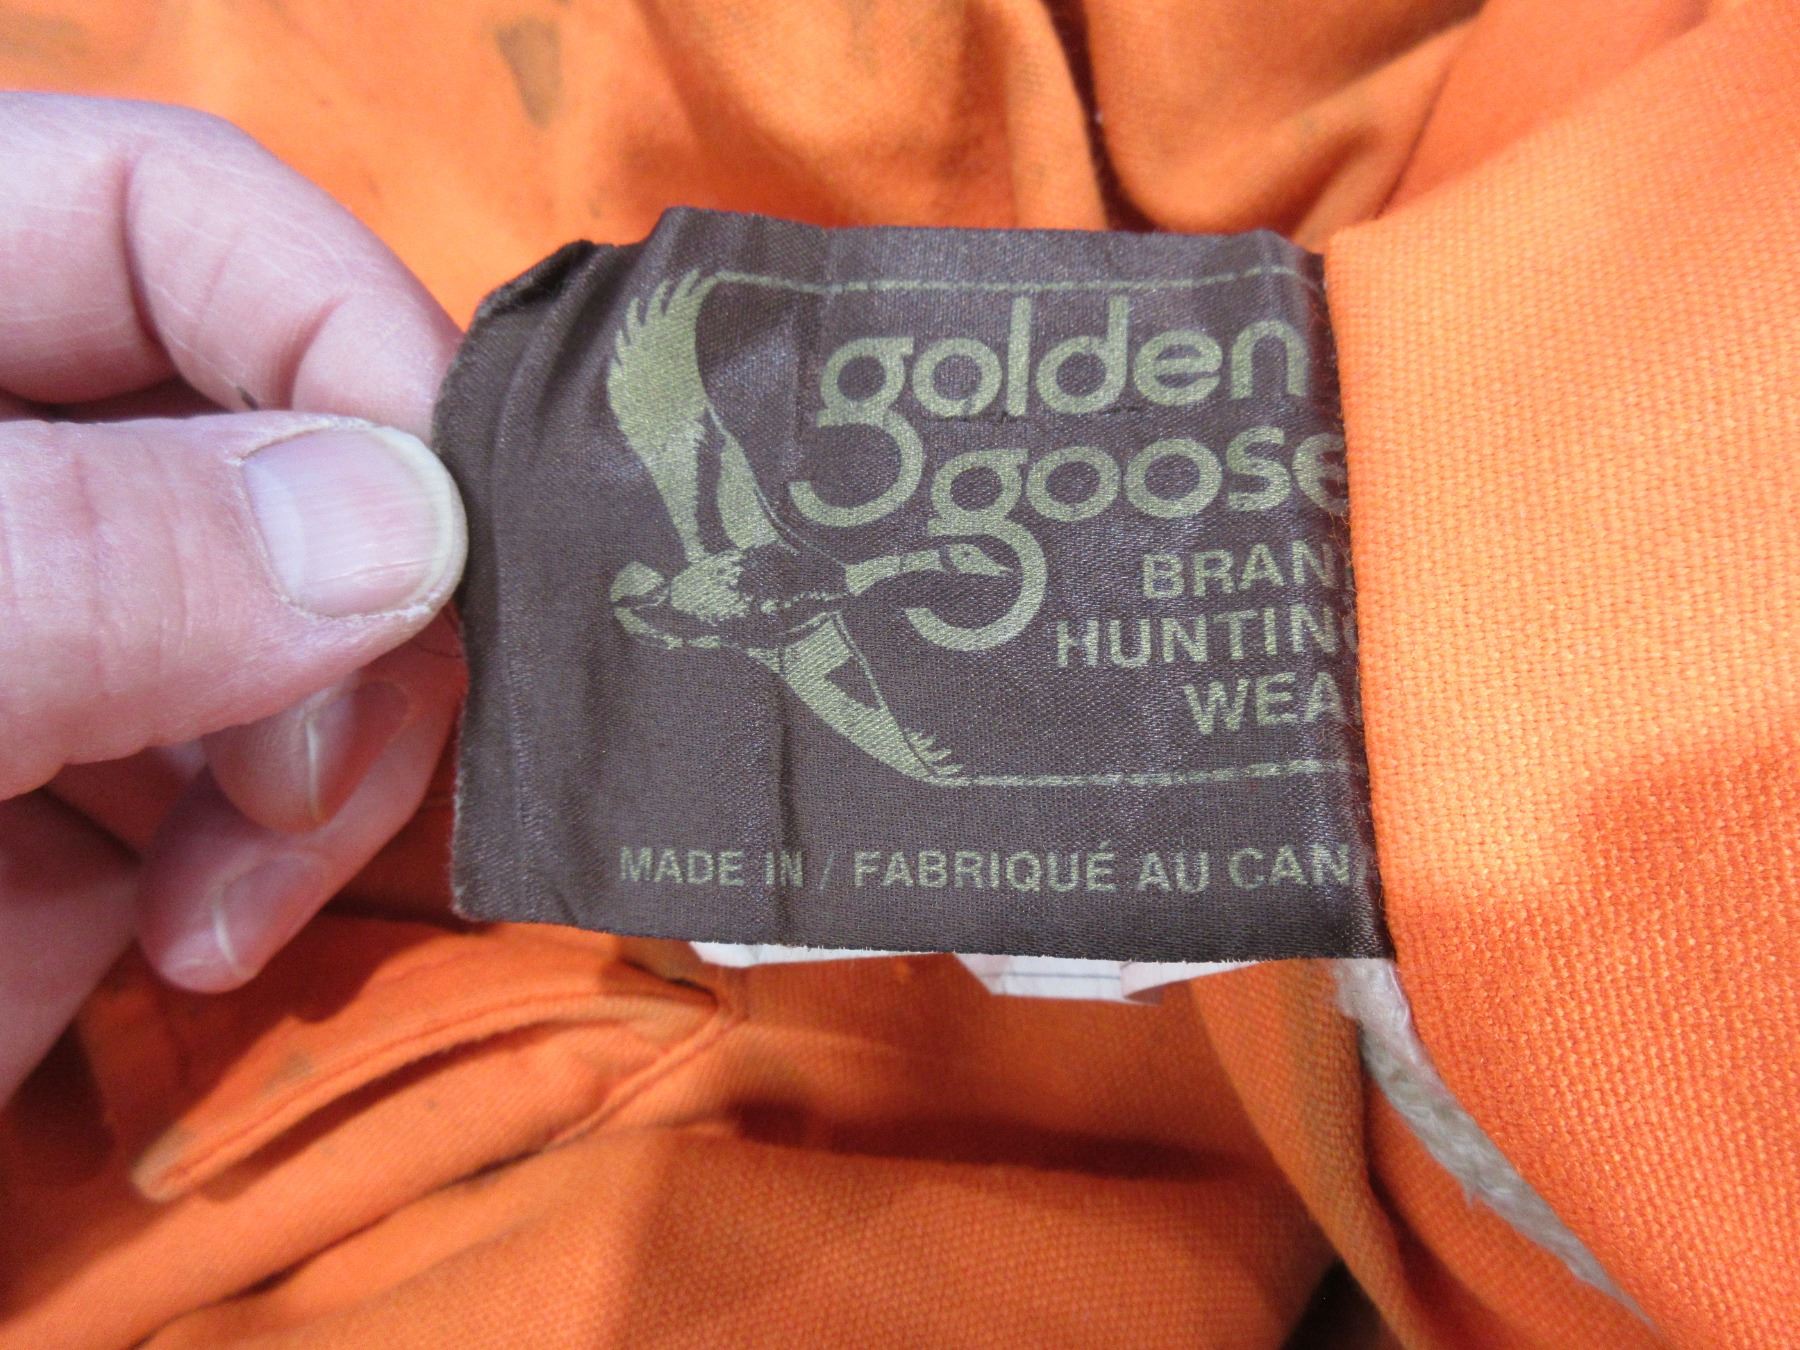 golden
goose
BRAN
HUNTIN
WEA
MADE IN / FABRIQUÉ AU CAN